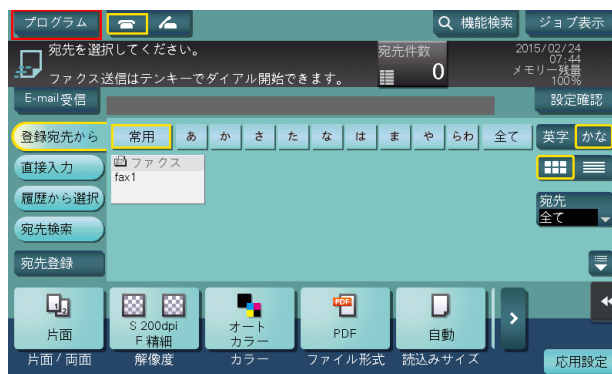 プログラム
機能検索
ジョブ表示
宛先を選択してください。
ファクス送信はテンキーでダイアル開始できます。
宛先件数
0
2015/02/24
07:44
メモリー残量
100%
E-mail受信
設定確認
登録宛先から
常用 あ か さ た な は ま や らわ 全て
英字 かな
直接入力
ファクス
fax1
履歴から選択
宛先
全て
宛先検索
宛先登録
片面
S 200dpi
F 精細
オート
カラー
PDF
PDF
自動
片面 / 両面
解像度
カラー
ファイル形式
読込みサイズ
応用設定